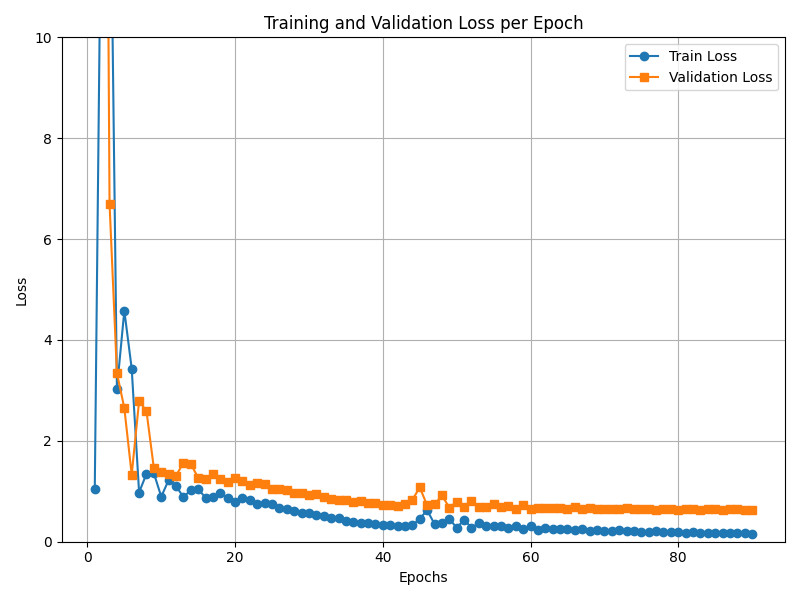 Training and Validation Loss per Epoch
Train Loss
Validation Loss
10
8
6
4
2
0
Loss
0 20 40 60 80
Epochs